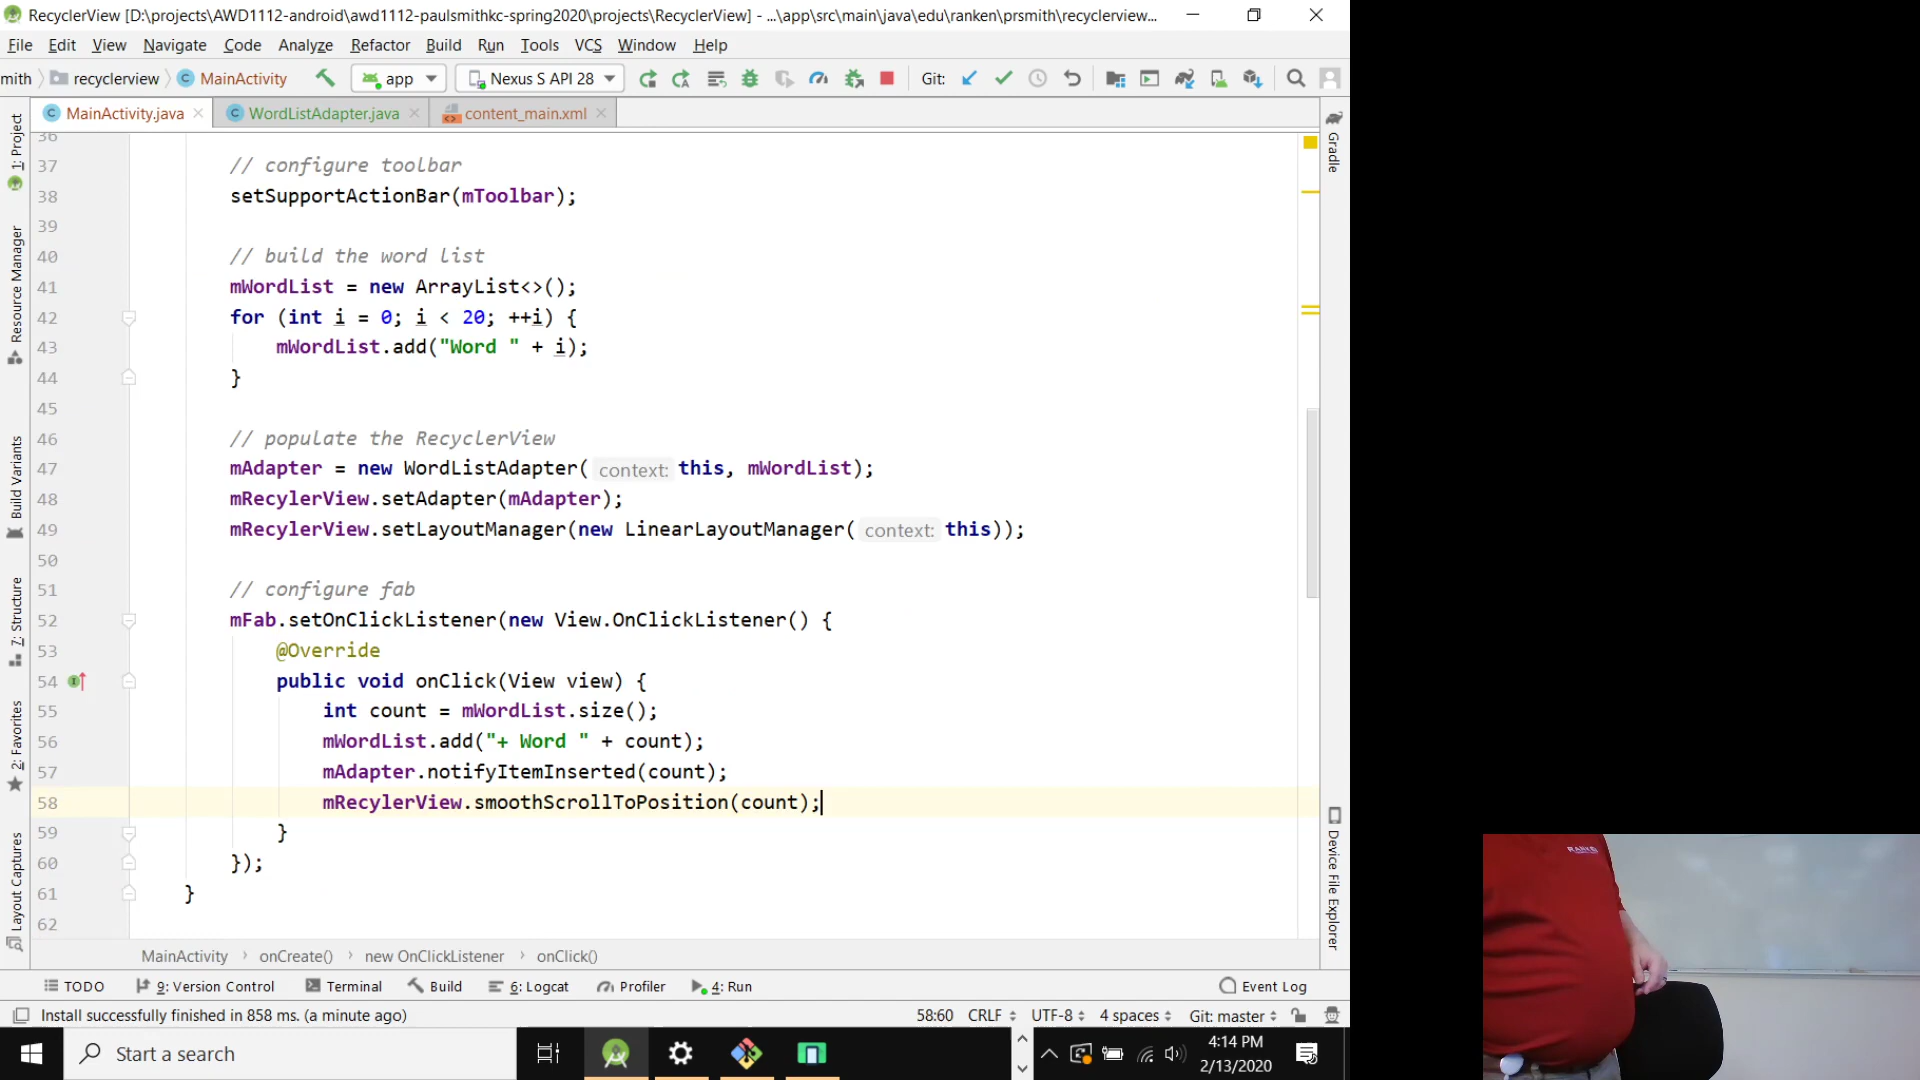 RecyclerView [D:\projects\AWD1112-android\awd1112-paulsmithkc-spring2020\projects\RecyclerView] - ...\app\src\main\java\edu\ranken\prsmith\recyclerview...
File Edit View Navigate Code Analyze Refactor Build Run Tools VCS Window Help
mith recyclerview MainActivity app Nexus S API 28 Git:
MainActivity.java WordListAdapter.java content_main.xml
1: Project
Resource Manager
Build Variants
7: Structure
2: Favorites
Layout Captures
36
37 // configure toolbar
38 setSupportActionBar(mToolbar);
39
40 // build the word list
41 mWordList = new ArrayList<>();
42 for (int i = 0; i < 20; ++i) {
43 mWordList.add("Word " + i);
44 }
45
46 // populate the RecyclerView
47 mAdapter = new WordListAdapter( context: this, mWordList);
48 mRecylerView.setAdapter(mAdapter);
49 mRecylerView.setLayoutManager(new LinearLayoutManager( context: this));
50
51 // configure fab
52 mFab.setOnClickListener(new View.OnClickListener() {
53 @Override
54 public void onClick(View view) {
55 int count = mWordList.size();
56 mWordList.add("+ Word " + count);
57 mAdapter.notifyItemInserted(count);
58 mRecylerView.smoothScrollToPosition(count);
59 }
60 });
61 }
62
Gradle
Device File Explorer
MainActivity › onCreate() › new OnClickListener › onClick()
TODO 9: Version Control Terminal Build 6: Logcat Profiler 4: Run Event Log
Install successfully finished in 858 ms. (a minute ago) 58:60 CRLF UTF-8 4 spaces Git: master
Start a search
4:14 PM
2/13/2020